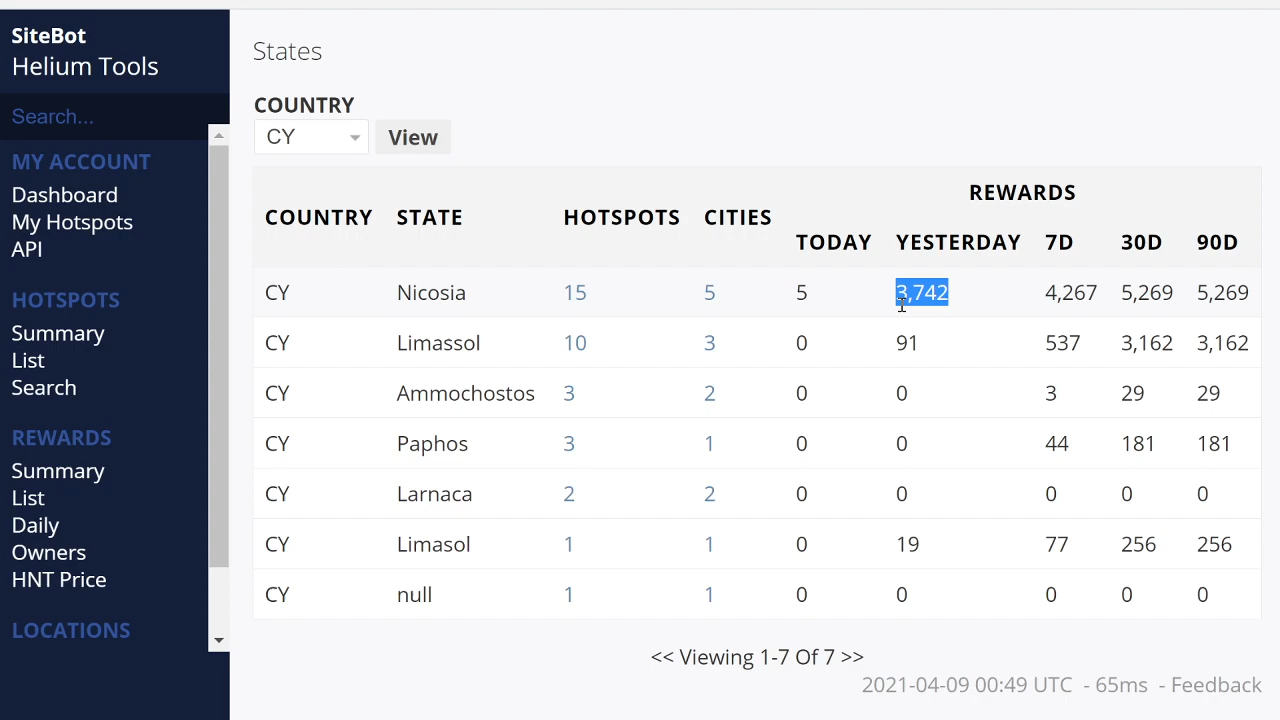 SiteBot
Helium Tools
Search...
MY ACCOUNT
Dashboard
My Hotspots
API
HOTSPOTS
Summary
List
Search
REWARDS
Summary
List
Daily
Owners
HNT Price
LOCATIONS
States
COUNTRY
CY View
REWARDS
COUNTRY STATE HOTSPOTS CITIES
TODAY YESTERDAY 7D 30D 90D
CY Nicosia 15 5 5 3,742 4,267 5,269 5,269
CY Limassol 10 3 0 91 537 3,162 3,162
CY Ammochostos 3 2 0 0 3 29 29
CY Paphos 3 1 0 0 44 181 181
CY Larnaca 2 2 0 0 0 0 0
CY Limasol 1 1 0 19 77 256 256
CY null 1 1 0 0 0 0 0
<< Viewing 1-7 Of 7 >>
2021-04-09 00:49 UTC - 65ms - Feedback